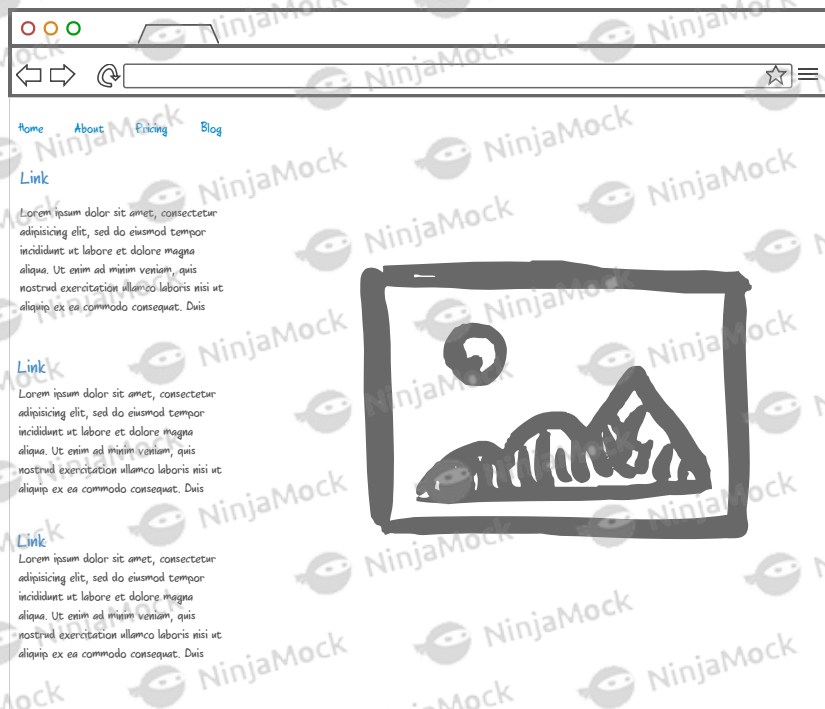 Home About Pricing Blog
Link
Lorem ipsum dolor sit amet, consectetur
adipisicing elit, sed do eiusmod tempor
incididunt ut labore et dolore magna
aliqua. Ut enim ad minim veniam, quis
nostrud exercitation ullamco laboris nisi ut
aliquip ex ea commodo consequat. Duis
Link
Lorem ipsum dolor sit amet, consectetur
adipisicing elit, sed do eiusmod tempor
incididunt ut labore et dolore magna
aliqua. Ut enim ad minim veniam, quis
nostrud exercitation ullamco laboris nisi ut
aliquip ex ea commodo consequat. Duis
Link
Lorem ipsum dolor sit amet, consectetur
adipisicing elit, sed do eiusmod tempor
incididunt ut labore et dolore magna
aliqua. Ut enim ad minim veniam, quis
nostrud exercitation ullamco laboris nisi ut
aliquip ex ea commodo consequat. Duis
NinjaMock